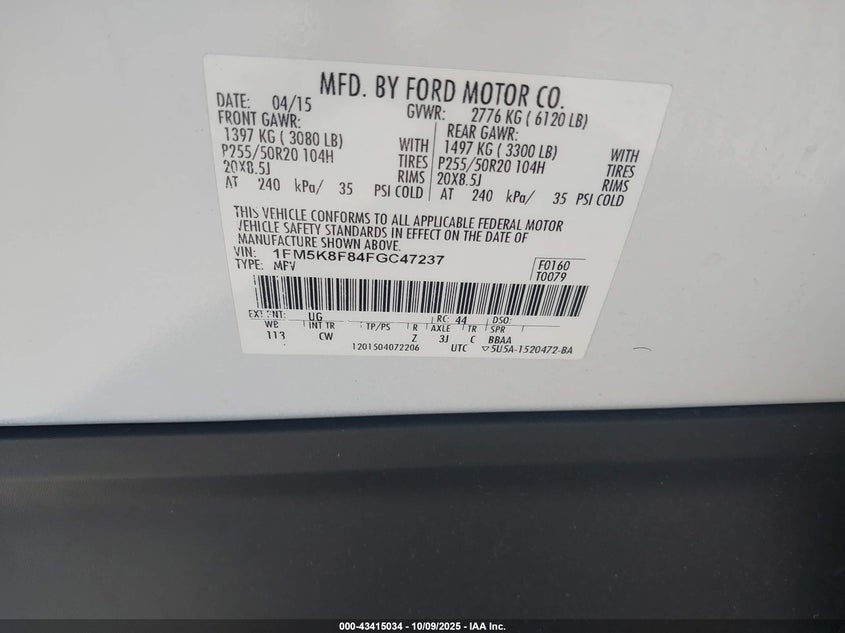 MFD. BY FORD MOTOR CO.
DATE: 04/15 GVWR: 2776 KG ( 6120 LB)
FRONT GAWR: REAR GAWR:
1397 KG ( 3080 LB) WITH 1497 KG ( 3300 LB) WITH
P255/50R20 104H TIRES P255/50R20 104H TIRES
20X8.5J RIMS 20X8.5J RIMS
AT 240 kPa/ 35 PSI COLD AT 240 kPa/ 35 PSI COLD
THIS VEHICLE CONFORMS TO ALL APPLICABLE FEDERAL MOTOR
VEHICLE SAFETY STANDARDS IN EFFECT ON THE DATE OF
MANUFACTURE SHOWN ABOVE.
VIN: 1FM5K8F84FGC47237 F0160
TYPE: MPV T0079
EXT PNT: UG RC: 44 DSO:
WB INT TR TP/PS R AXLE TR SPR
113 CW Z 3J C BBAA
1201504072206 UTC ▽5U5A-1520472-BA
000-43415034 - 10/09/2025 - IAA Inc.